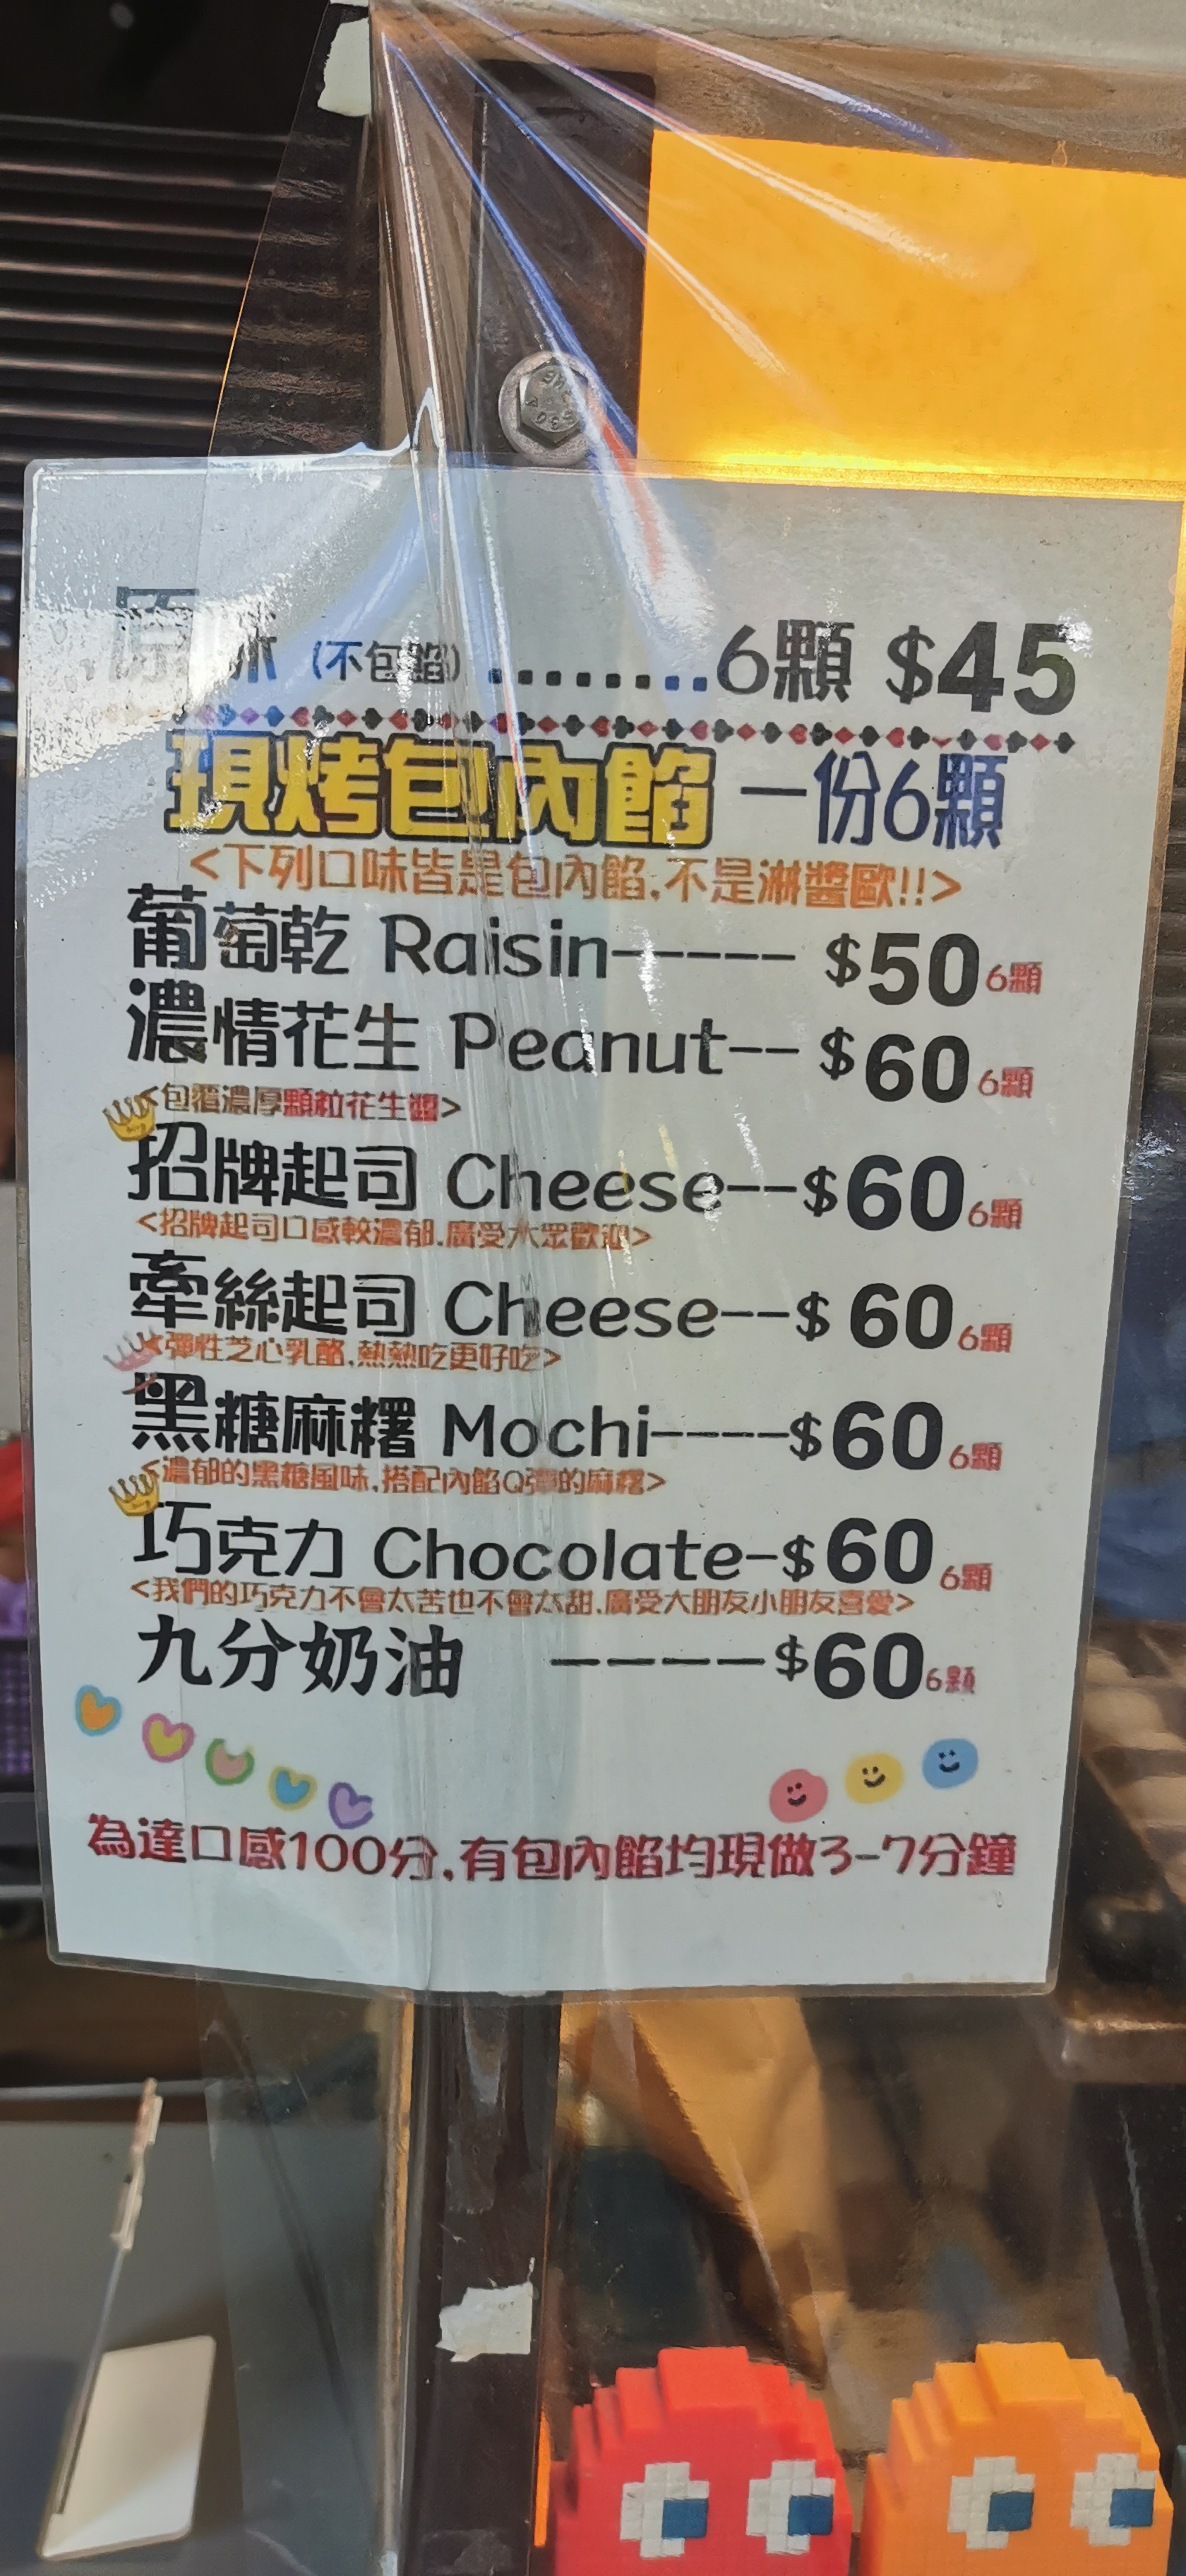 原味 (不包餡) ........6顆 $45
現烤包內餡 一份6顆
<下列口味皆是包內餡.不是淋醬歐!!>
葡萄乾 Raisin----- $50 6顆
濃情花生 Peanut-- $60 6顆
<包覆濃厚顆粒花生醬>
招牌起司 Cheese--$60 6顆
<招牌起司口感較濃郁.廣受大眾歡迎>
牽絲起司 Cheese--$ 60 6顆
<彈性芝心乳酪.熱熱吃更好吃>
黑糖麻糬 Mochi----$60 6顆
<濃郁的黑糖風味.搭配內餡Q彈的麻糬>
巧克力 Chocolate-$60 6顆
<我們的巧克力不會太苦也不會太甜.廣受大朋友小朋友喜愛>
九分奶油 ----$60 6顆
為達口感100分.有包內餡均現做3-7分鐘